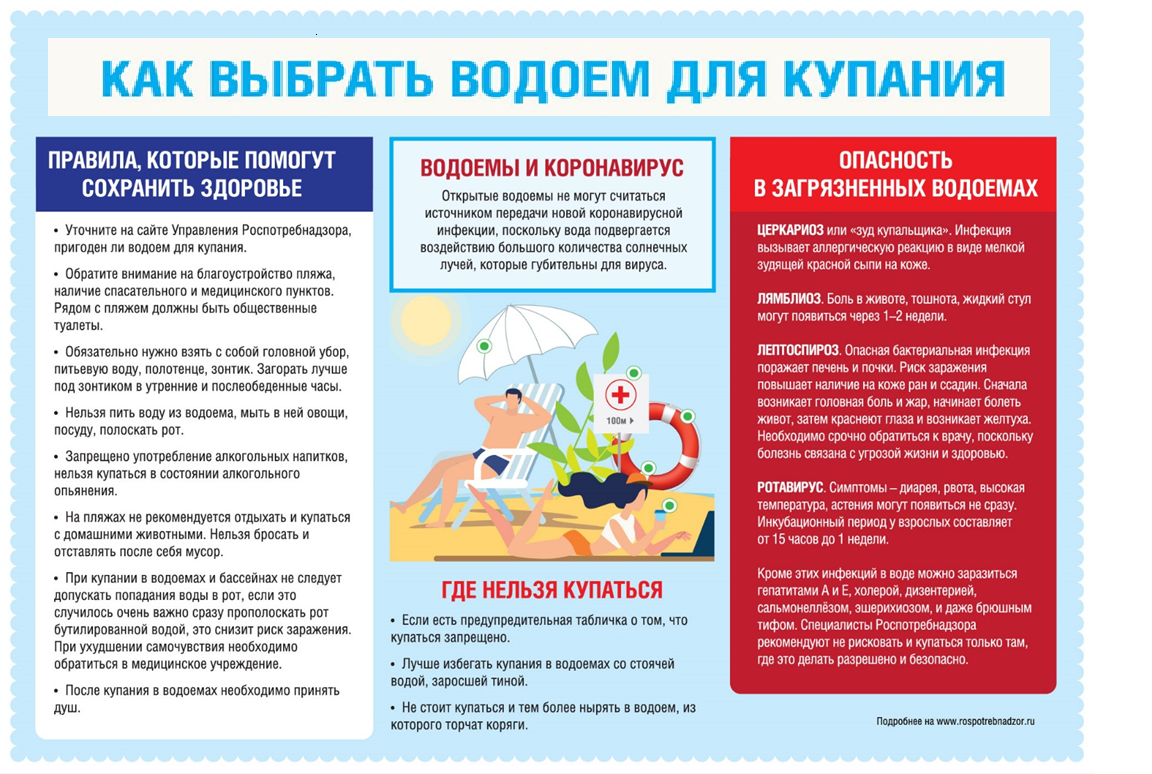 КАК ВЫБРАТЬ ВОДОЕМ ДЛЯ КУПАНИЯ
ПРАВИЛА, КОТОРЫЕ ПОМОГУТ
СОХРАНИТЬ ЗДОРОВЬЕ
• Уточните на сайте Управления Роспотребнадзора,
пригоден ли водоем для купания.
• Обратите внимание на благоустройство пляжа,
наличие спасательного и медицинского пунктов.
Рядом с пляжем должны быть общественные
туалеты.
• Обязательно нужно взять с собой головной убор,
питьевую воду, полотенце, зонтик. Загорать лучше
под зонтиком в утренние и послеобеденные часы.
• Нельзя пить воду из водоема, мыть в ней овощи,
посуду, полоскать рот.
• Запрещено употребление алкогольных напитков,
нельзя купаться в состоянии алкогольного
опьянения.
• На пляжах не рекомендуется отдыхать и купаться
с домашними животными. Нельзя бросать и
отставлять после себя мусор.
• При купании в водоемах и бассейнах не следует
допускать попадания воды в рот, если это
случилось очень важно сразу прополоскать рот
бутилированной водой, это снизит риск заражения.
При ухудшении самочувствия необходимо
обратиться в медицинское учреждение.
• После купания в водоемах необходимо принять
душ.
ВОДОЕМЫ И КОРОНАВИРУС
Открытые водоемы не могут считаться
источником передачи новой коронавирусной
инфекции, поскольку вода подвергается
воздействию большого количества солнечных
лучей, которые губительны для вируса.
100м
ГДЕ НЕЛЬЗЯ КУПАТЬСЯ
• Если есть предупредительная табличка о том, что
купаться запрещено.
• Лучше избегать купания в водоемах со стоячей
водой, заросшей тиной.
• Не стоит купаться и тем более нырять в водоем, из
которого торчат коряги.
ОПАСНОСТЬ
В ЗАГРЯЗНЕННЫХ ВОДОЕМАХ
ЦЕРКАРИОЗ или «зуд купальщика». Инфекция
вызывает аллергическую реакцию в виде мелкой
зудящей красной сыпи на коже.
ЛЯМБЛИОЗ. Боль в животе, тошнота, жидкий стул
могут появиться через 1–2 недели.
ЛЕПТОСПИРОЗ. Опасная бактериальная инфекция
поражает печень и почки. Риск заражения
повышает наличие на коже ран и ссадин. Сначала
возникает головная боль и жар, начинает болеть
живот, затем краснеют глаза и возникает желтуха.
Необходимо срочно обратиться к врачу, поскольку
болезнь связана с угрозой жизни и здоровью.
РОТАВИРУС. Симптомы – диарея, рвота, высокая
температура, астения могут появиться не сразу.
Инкубационный период у взрослых составляет
от 15 часов до 1 недели.
Кроме этих инфекций в воде можно заразиться
гепатитами А и Е, холерой, дизентерией,
сальмонеллёзом, эшерихиозом, и даже брюшным
тифом. Специалисты Роспотребнадзора
рекомендуют не рисковать и купаться только там,
где это делать разрешено и безопасно.
Подробнее на www.rospotrebnadzor.ru